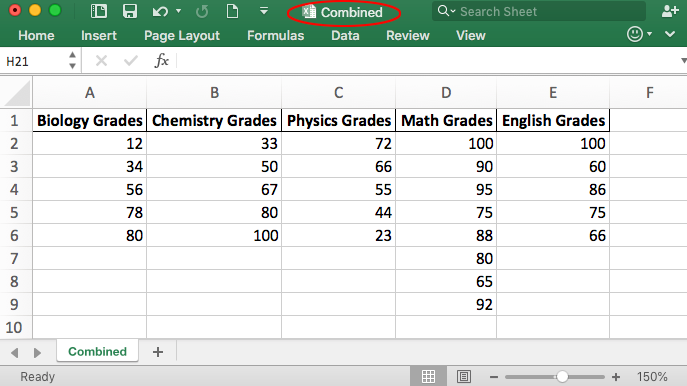 Combined
Search Sheet
Home Insert Page Layout Formulas Data Review View
H21 fx
A B C D E F
1 Biology Grades Chemistry Grades Physics Grades Math Grades English Grades
2 12 33 72 100 100
3 34 50 66 90 60
4 56 67 55 95 86
5 78 80 44 75 75
6 80 100 23 88 66
7 80
8 65
9 92
10
Combined +
Ready 150%